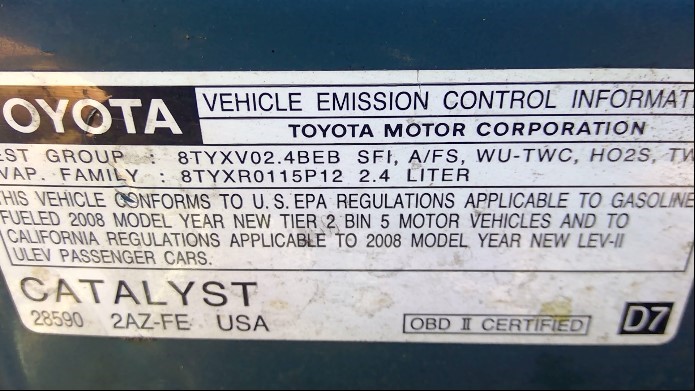 OYOTA VEHICLE EMISSION CONTROL INFORMAT
TOYOTA MOTOR CORPORATION
ST GROUP : 8TYXV02.4BEB SFI, A/FS, WU-TWC, HO2S, TW
VAP. FAMILY : 8TYXR0115P12 2.4 LITER
THIS VEHICLE CONFORMS TO U.S.EPA REGULATIONS APPLICABLE TO GASOLINE
FUELED 2008 MODEL YEAR NEW TIER 2 BIN 5 MOTOR VEHICLES AND TO
CALIFORNIA REGULATIONS APPLICABLE TO 2008 MODEL YEAR NEW LEV-II
ULEV PASSENGER CARS.
CATALYST
28590 2AZ-FE USA OBD II CERTIFIED D7